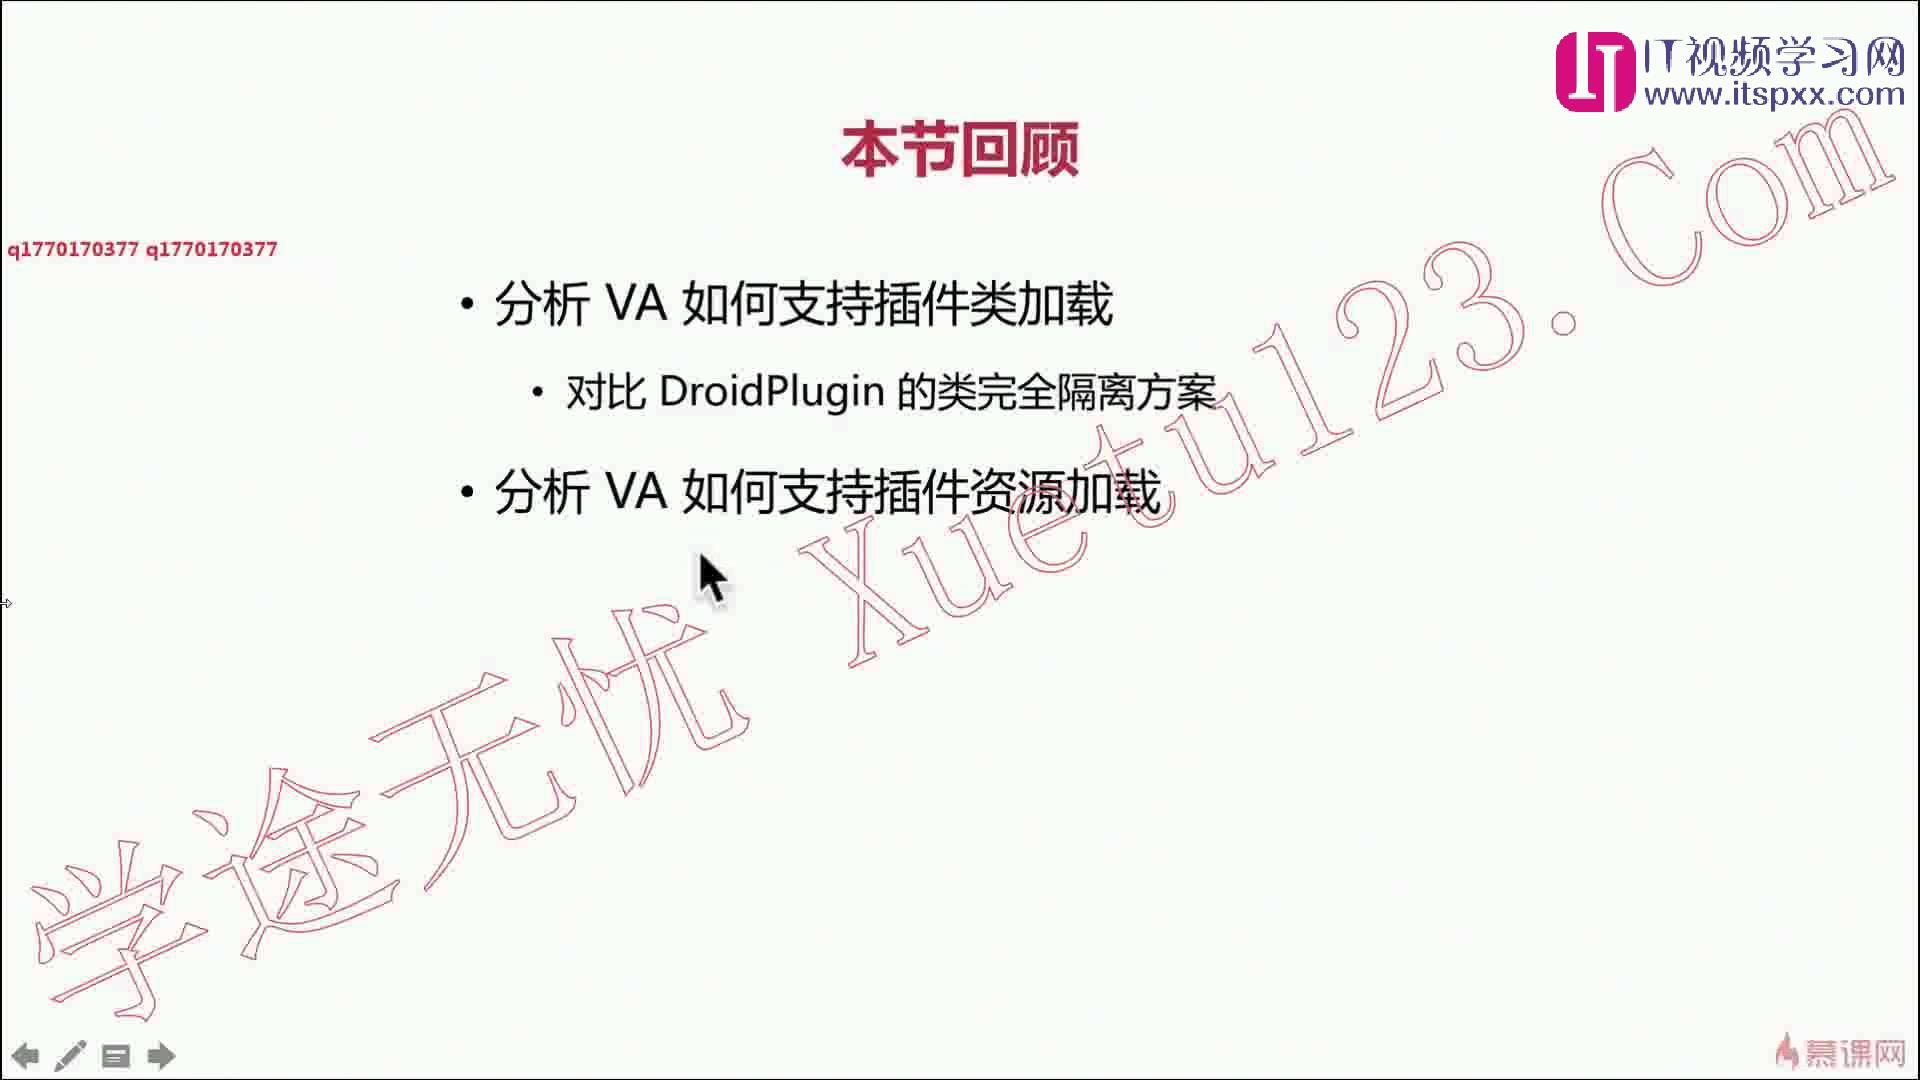 IT视频学习网
www.itspxx.com
本节回顾
q1770170377 q1770170377
• 分析 VA 如何支持插件类加载
• 对比 DroidPlugin 的类完全隔离方案
• 分析 VA 如何支持插件资源加载
学途无忧 Xuetu123.Com
慕课网